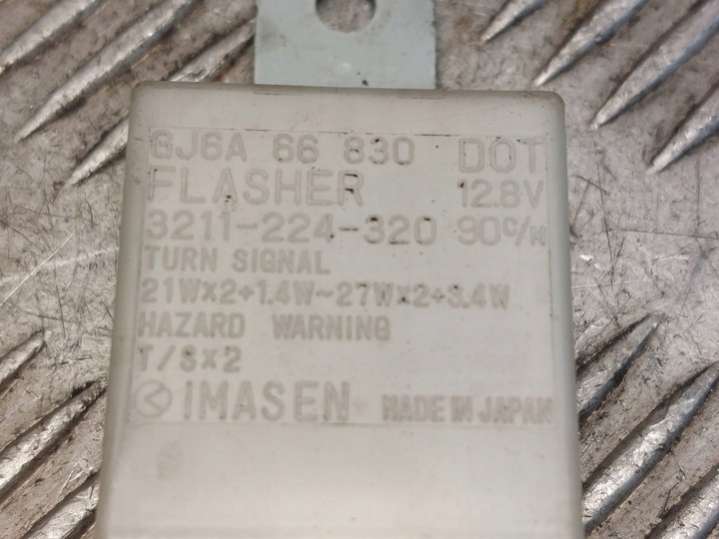 GJ6A 66 830 DOT
FLASHER 12.8V
3211-224-320 90c/m
TURN SIGNAL
21W×2+1.4W~27W×2+3.4W
HAZARD WARNING
T/S×2
IMASEN MADE IN JAPAN